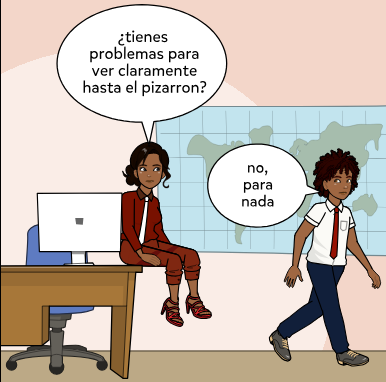 ¿tienes
problemas para
ver claramente
hasta el pizarron?
no,
para
nada